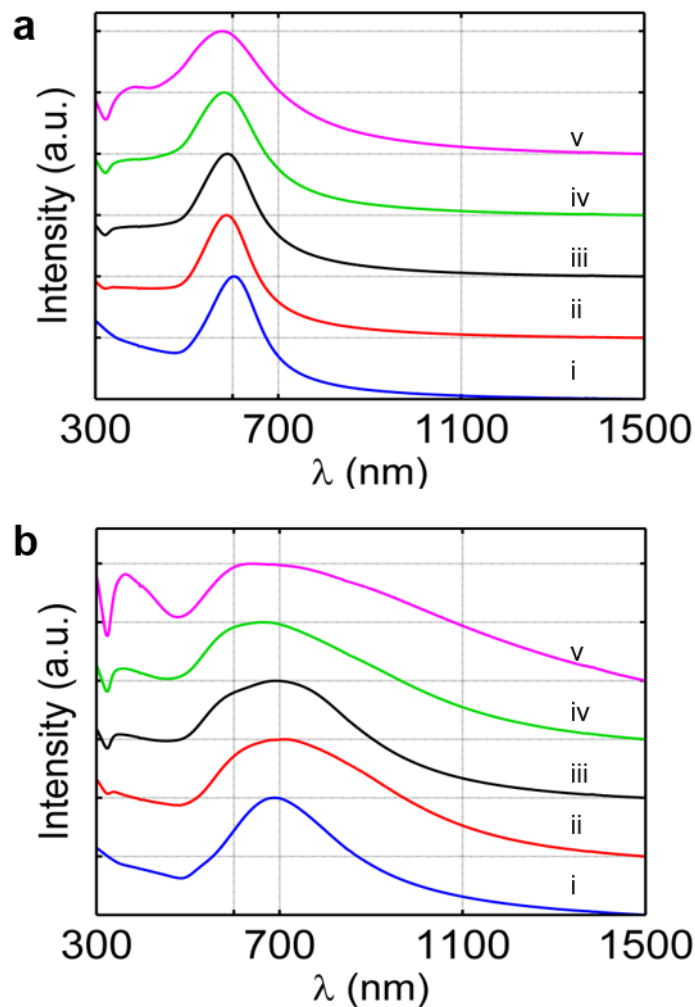 a
Intensity (a.u.)
v
iv
iii
ii
i
300 700 1100 1500
λ (nm)
b
Intensity (a.u.)
v
iv
iii
ii
i
300 700 1100 1500
λ (nm)